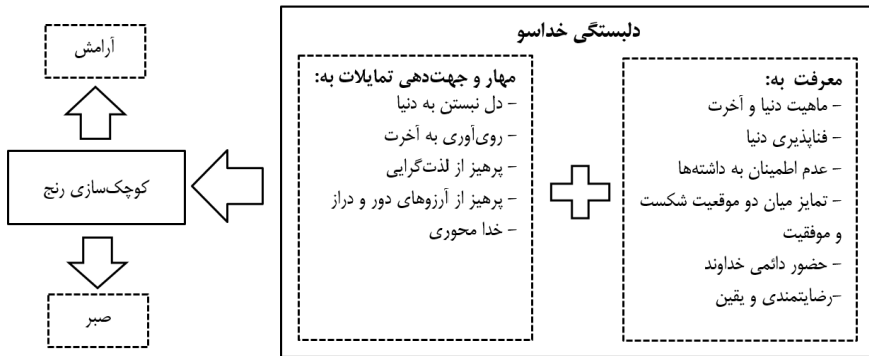 دلبستگی خداسو
معرفت به:
- ماهیت دنیا و آخرت
- فناپذیری دنیا
- عدم اطمینان به داشته‌ها
- تمایز میان دو موقعیت شکست
و موفقیت
- حضور دائمی خداوند
-رضایتمندی و یقین
مهار و جهت‌دهی تمایلات به:
- دل نبستن به دنیا
- روی‌آوری به آخرت
- پرهیز از لذت‌گرایی
- پرهیز از آرزوهای دور و دراز
- خدا محوری
آرامش
کوچک‌سازی رنج
صبر